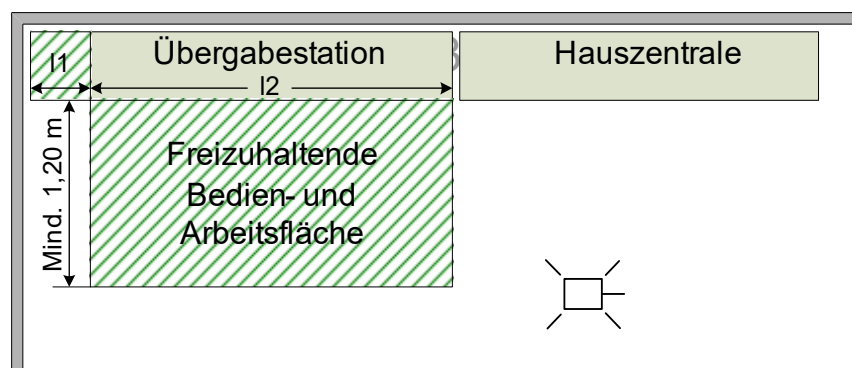 Übergabestation
Hauszentrale
l1
l2
Mind. 1,20 m
Freizuhaltende
Bedien- und
Arbeitsfläche